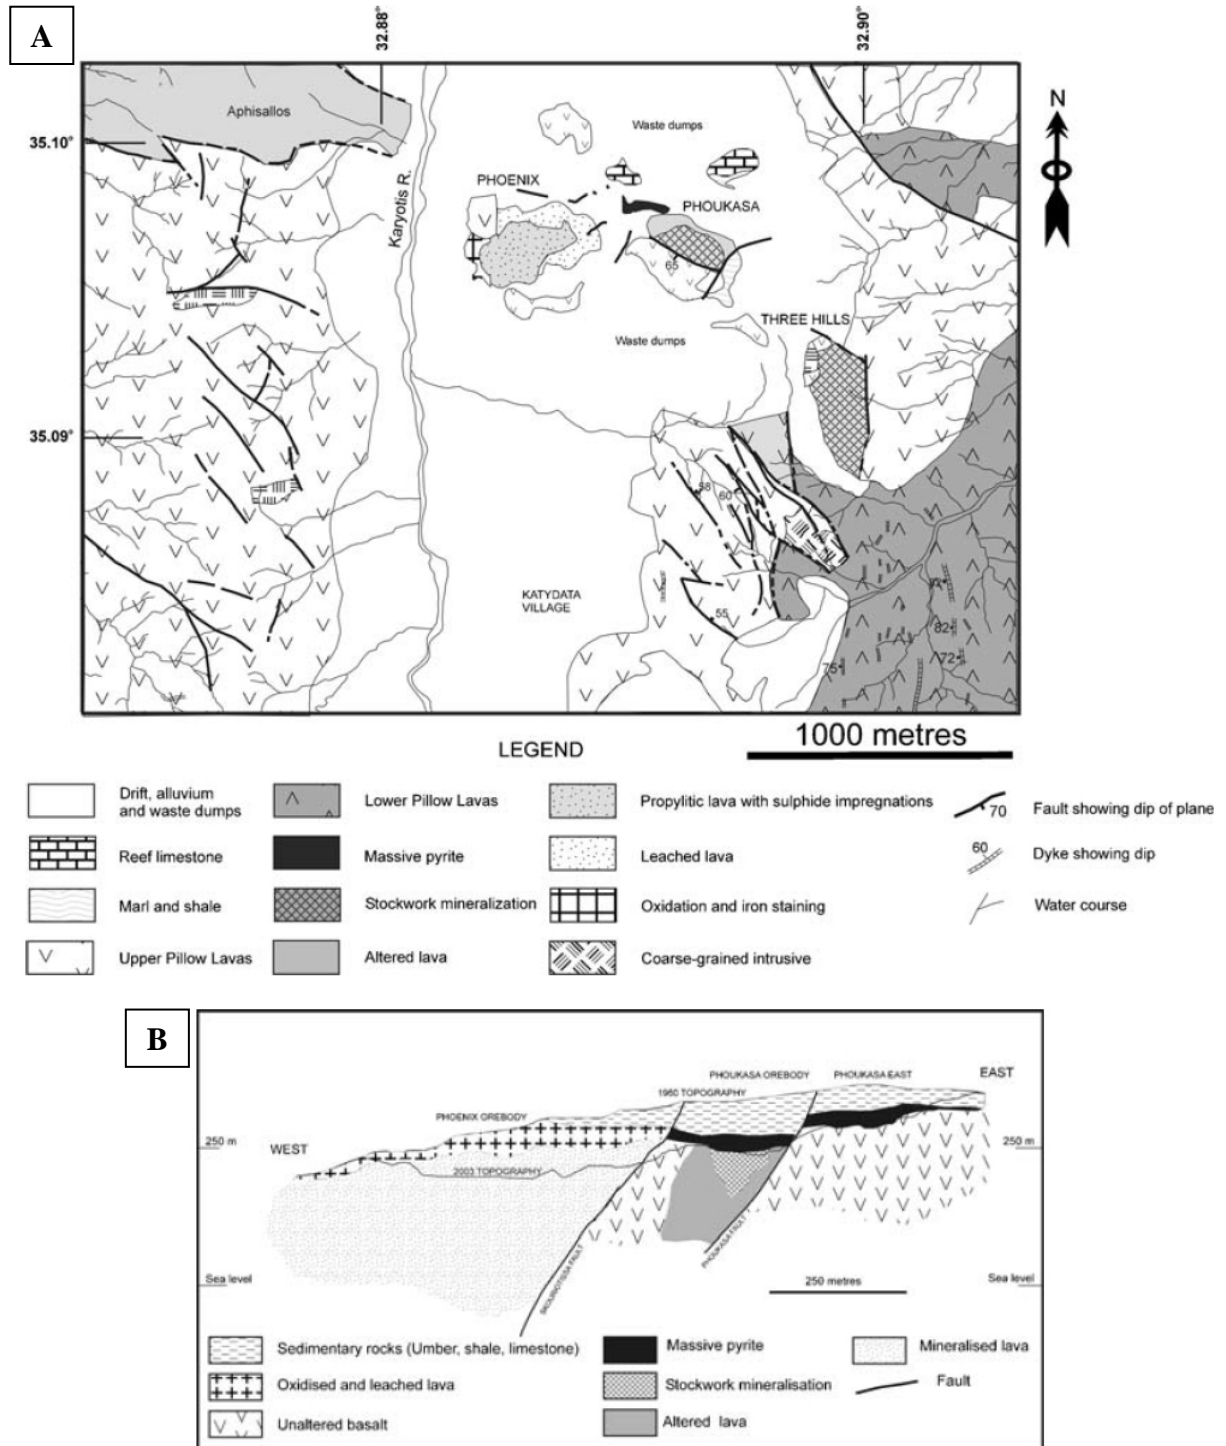 A
32.88°
32.90°
N
Aphisallos
Waste dumps
35.10°
PHOENIX
PHOUKASA
Karyotis R.
65
THREE HILLS
Waste dumps
35.09°
58
60
KATYDATA
VILLAGE
55
82
72
75
1000 metres
LEGEND
Drift, alluvium
and waste dumps
Lower Pillow Lavas
Propylitic lava with sulphide impregnations
70
Fault showing dip of plane
Reef limestone
Massive pyrite
Leached lava
60
Dyke showing dip
Marl and shale
Stockwork mineralization
Oxidation and iron staining
Water course
Upper Pillow Lavas
Altered lava
Coarse-grained intrusive
B
PHOUKASA OREBODY
PHOUKASA EAST
EAST
1960 TOPOGRAPHY
PHOENIX OREBODY
250 m
WEST
250 m
2003 TOPOGRAPHY
SKOURIOTISSA FAULT
PHOUKASA FAULT
Sea level
250 metres
Sea level
Sedimentary rocks (Umber, shale, limestone)
Massive pyrite
Mineralised lava
Oxidised and leached lava
Stockwork mineralisation
Fault
Unaltered basalt
Altered lava